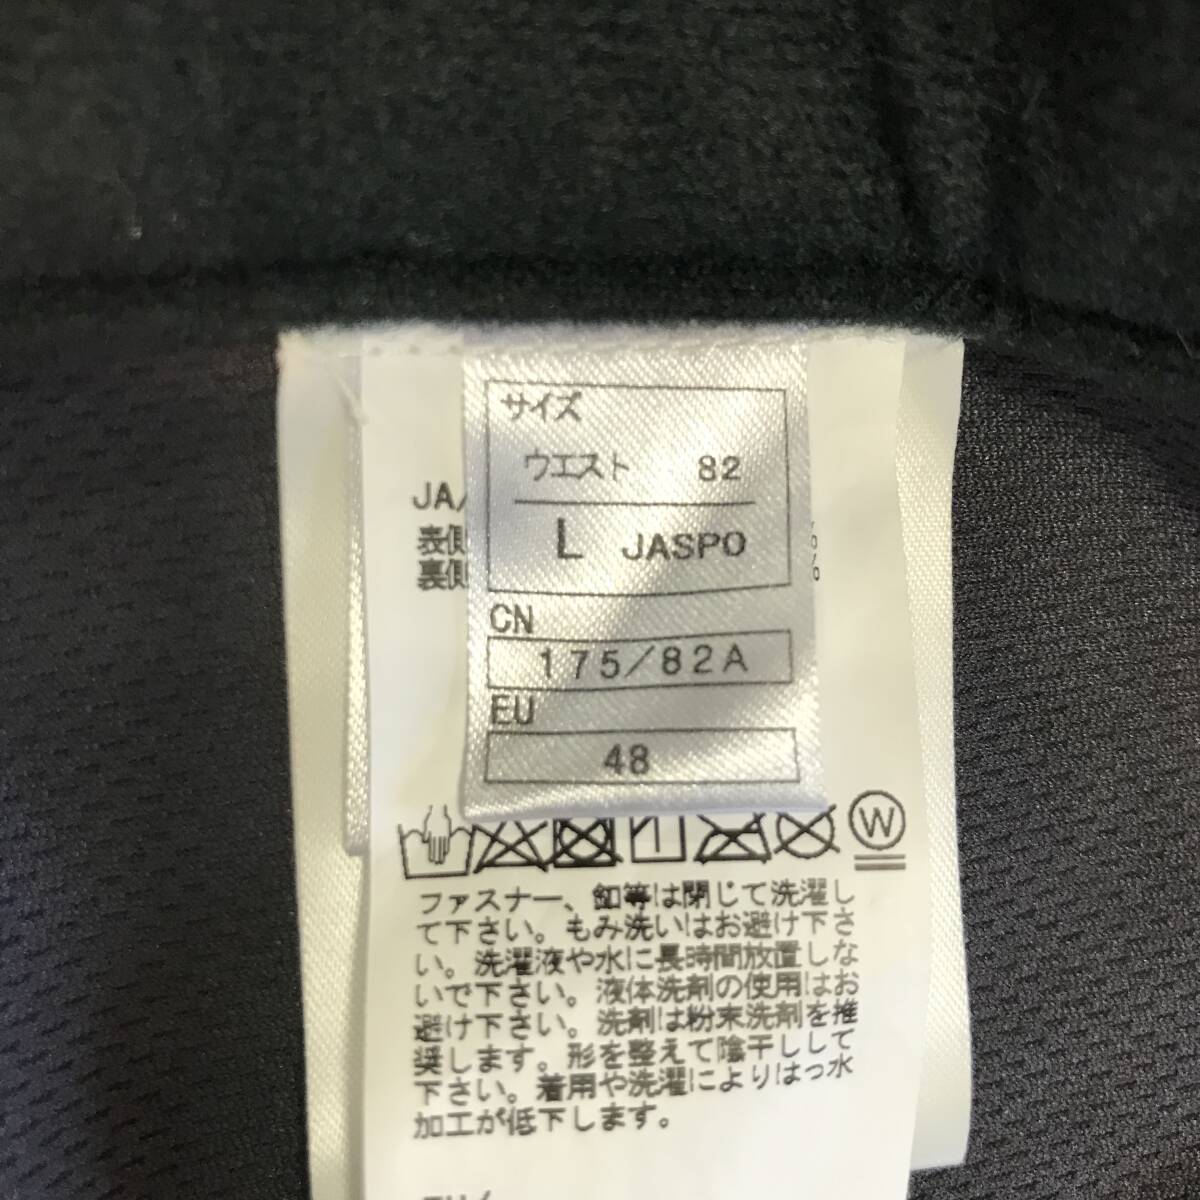 サイズ
ウエスト 82
L JASPO
CN
175/82A
EU
48
JA/
表側
裏側
W
ファスナー、釦等は閉じて洗濯し
て下さい。もみ洗いはお避け下さ
い。洗濯液や水に長時間放置しな
いで下さい。液体洗剤の使用はお
避け下さい。洗剤は粉末洗剤を推
奨します。形を整えて陰干しして
下さい。着用や洗濯によりはっ水
加工が低下します。